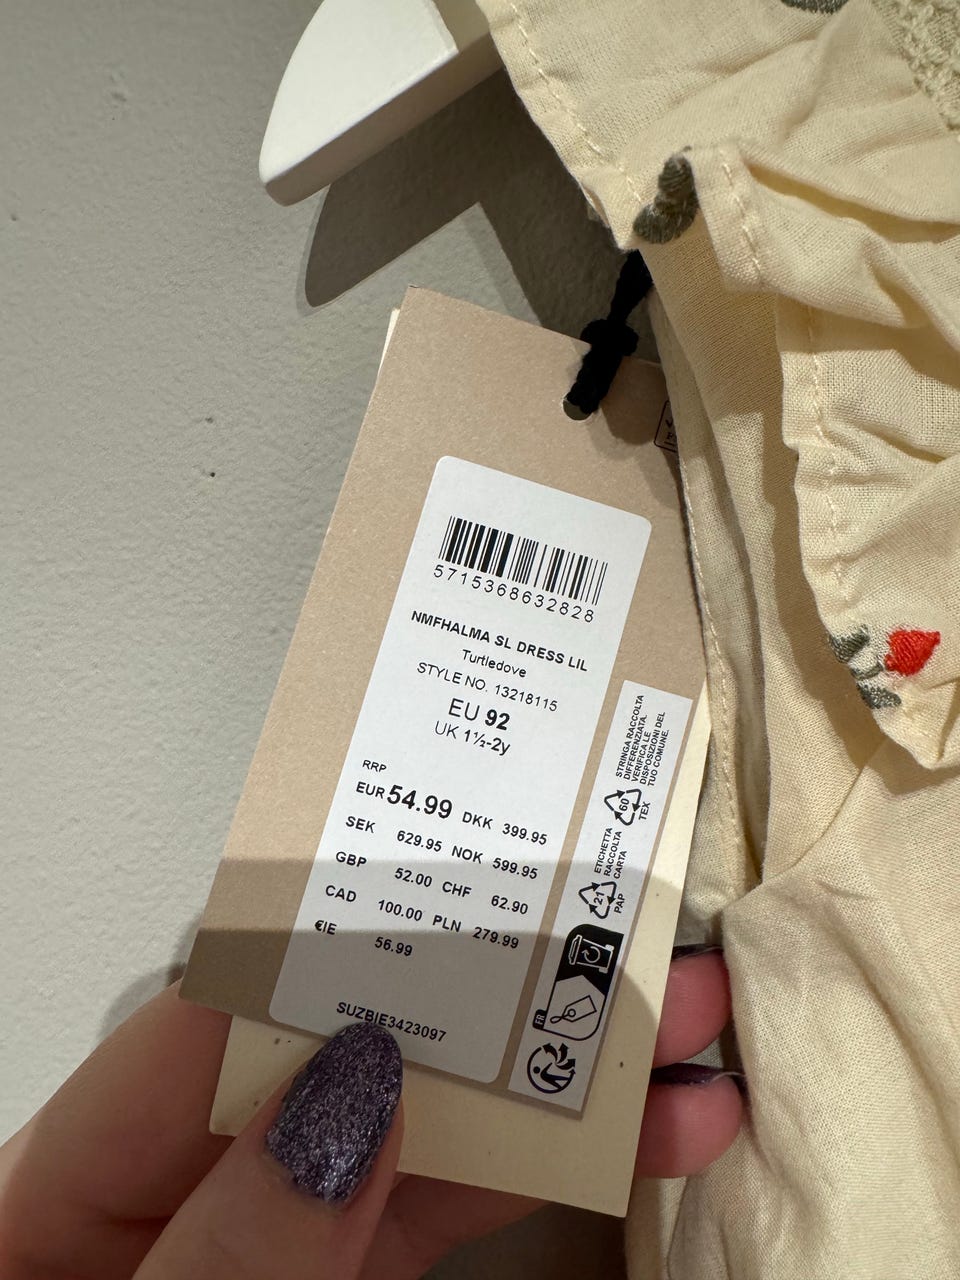 5715368632828
NMFHALMA SL DRESS LIL
Turtledove
STYLE NO. 13218115
EU 92
UK 1½-2y
RRP
EUR 54.99 DKK 399.95
SEK 629.95 NOK 599.95
GBP 52.00 CHF 62.90
CAD 100.00 PLN 279.99
€IE 56.99
SUZBIE3423097
STRINGA RACCOLTA
DIFFERENZIATA.
VERIFICA LE
DISPOSIZIONI DEL
TUO COMUNE.
60
TEX
ETICHETTA
RACCOLTA
CARTA
21
PAP
FR